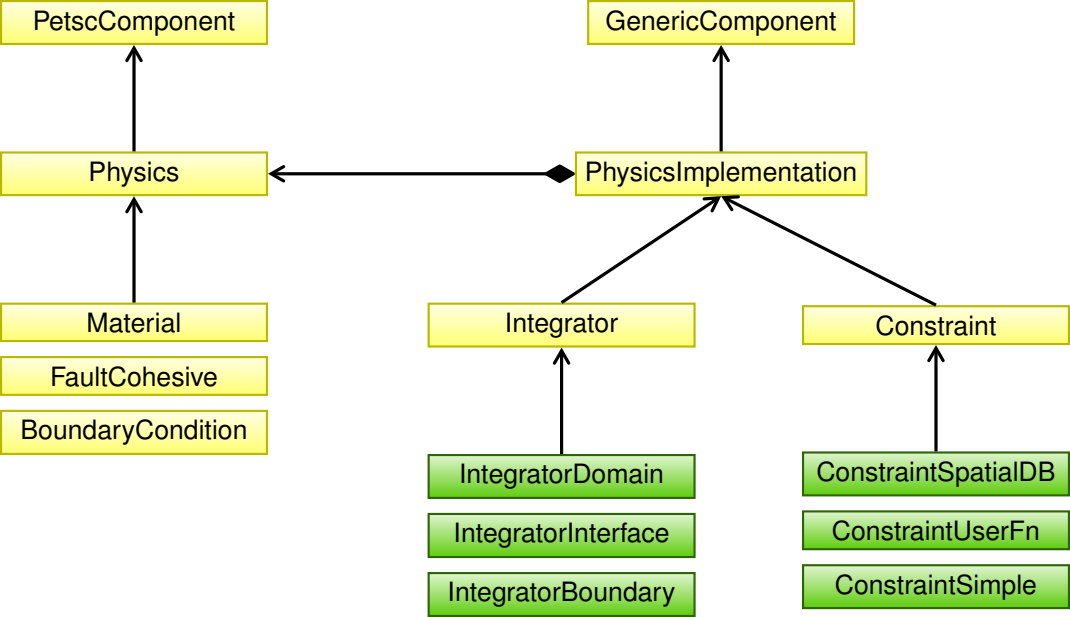 PetscComponent
GenericComponent
Physics
PhysicsImplementation
Material
FaultCohesive
BoundaryCondition
Integrator
Constraint
IntegratorDomain
IntegratorInterface
IntegratorBoundary
ConstraintSpatialDB
ConstraintUserFn
ConstraintSimple